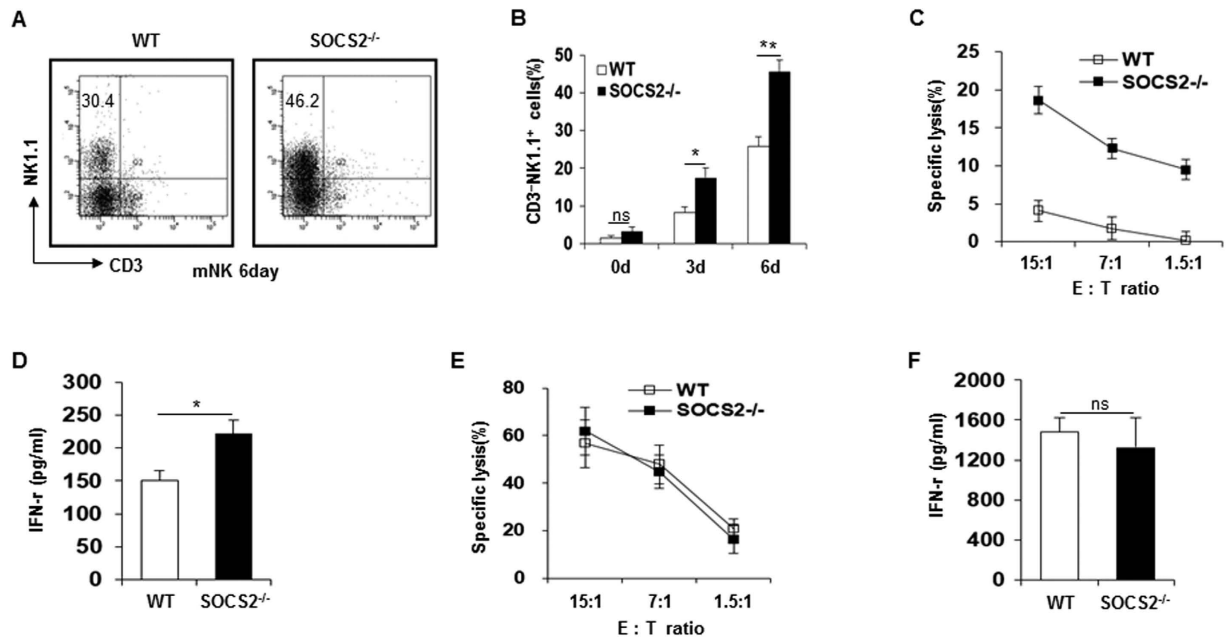 A
WT
SOCS2-/-
30.4
46.2
NK1.1
CD3
mNK 6day
B
CD3-NK1.1+ cells(%)
50
40
30
20
10
0
WT
SOCS2-/-
ns
*
**
0d
3d
6d
C
Specific lysis(%)
25
20
15
10
5
0
WT
SOCS2-/-
15:1
7:1
1.5:1
E : T ratio
D
IFN-r (pg/ml)
300
250
200
150
100
50
0
*
WT
SOCS2-/-
E
Specific lysis(%)
80
60
40
20
0
WT
SOCS2-/-
15:1
7:1
1.5:1
E : T ratio
F
IFN-r (pg/ml)
2000
1600
1200
800
400
0
ns
WT
SOCS2-/-